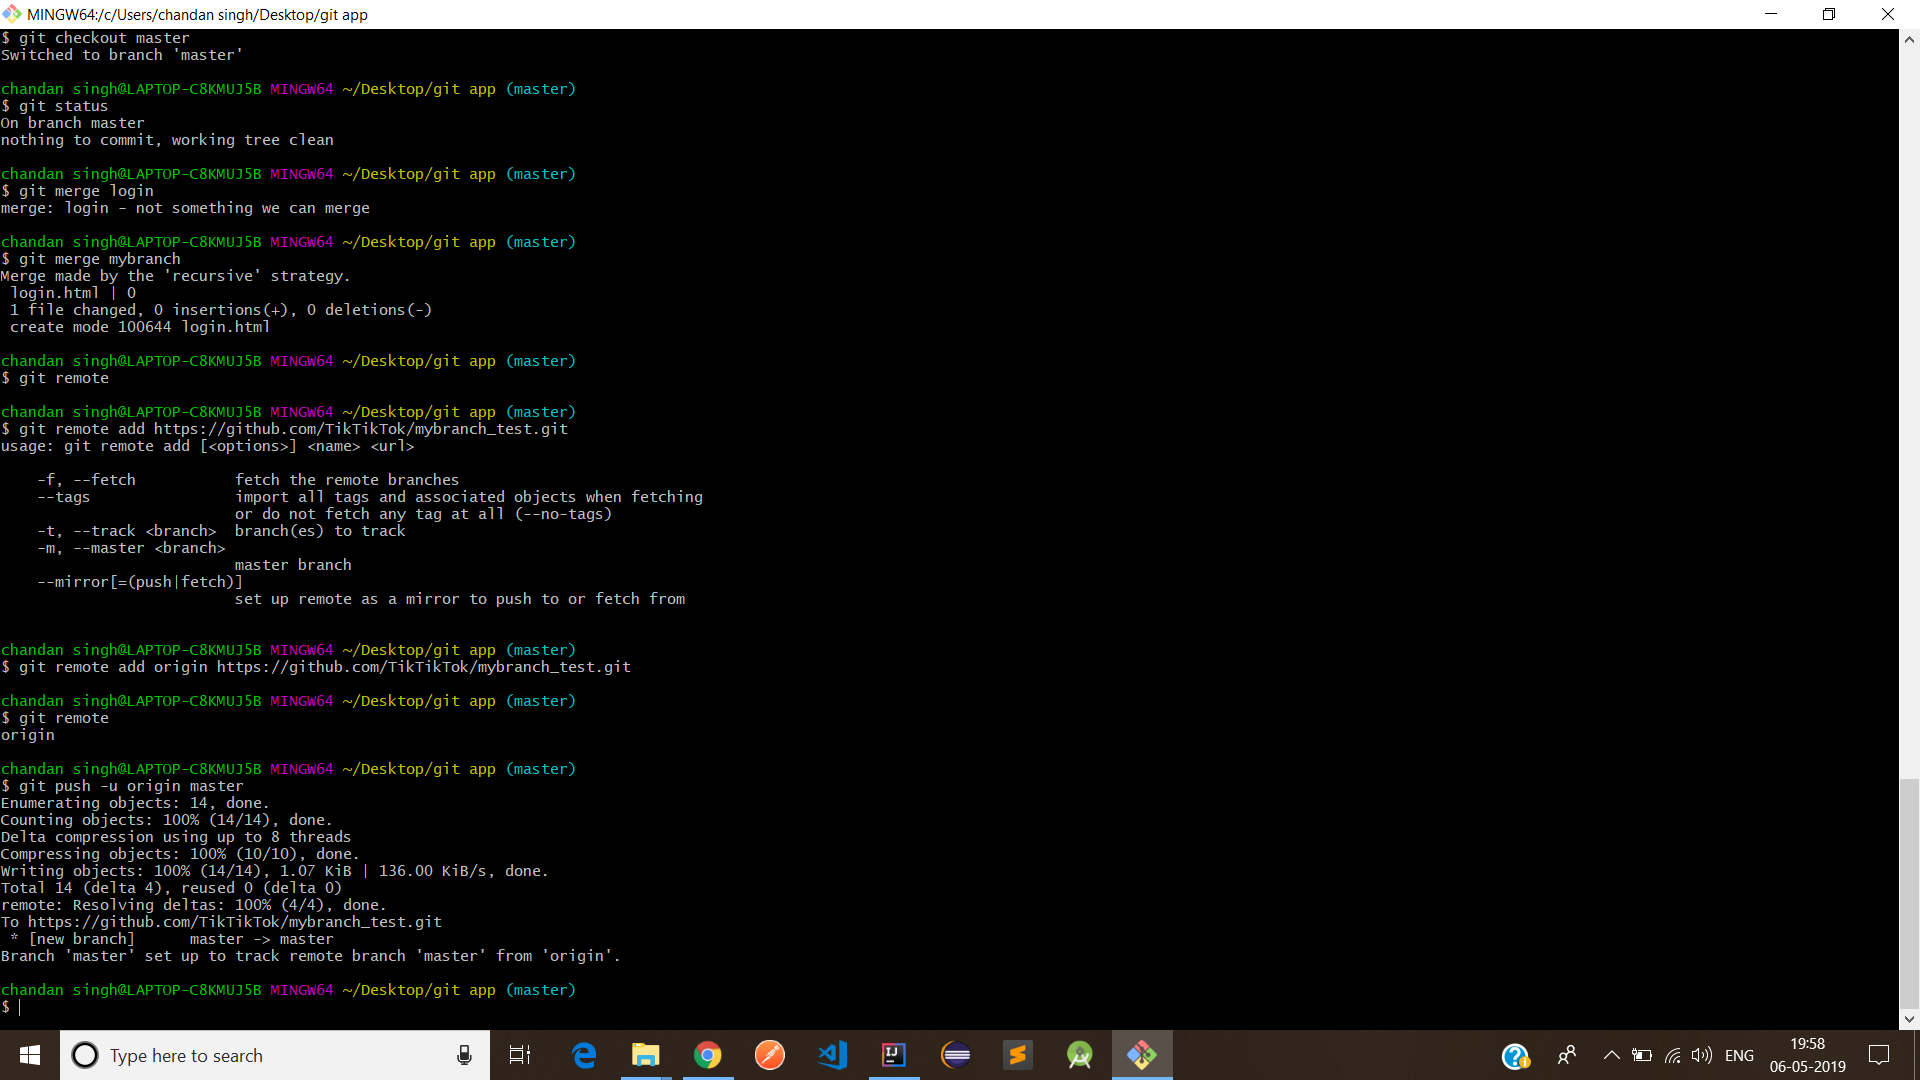 MINGW64:/c/Users/chandan singh/Desktop/git app
$ git checkout master
Switched to branch 'master'
chandan singh@LAPTOP-C8KMUJ5B MINGW64 ~/Desktop/git app (master)
$ git status
On branch master
nothing to commit, working tree clean
chandan singh@LAPTOP-C8KMUJ5B MINGW64 ~/Desktop/git app (master)
$ git merge login
merge: login - not something we can merge
chandan singh@LAPTOP-C8KMUJ5B MINGW64 ~/Desktop/git app (master)
$ git merge mybranch
Merge made by the 'recursive' strategy.
 login.html | 0
 1 file changed, 0 insertions(+), 0 deletions(-)
 create mode 100644 login.html
chandan singh@LAPTOP-C8KMUJ5B MINGW64 ~/Desktop/git app (master)
$ git remote
chandan singh@LAPTOP-C8KMUJ5B MINGW64 ~/Desktop/git app (master)
$ git remote add https://github.com/TikTikTok/mybranch_test.git
usage: git remote add [<options>] <name> <url>
    -f, --fetch           fetch the remote branches
    --tags                import all tags and associated objects when fetching
                          or do not fetch any tag at all (--no-tags)
    -t, --track <branch>  branch(es) to track
    -m, --master <branch>
                          master branch
    --mirror[=(push|fetch)]
                          set up remote as a mirror to push to or fetch from
chandan singh@LAPTOP-C8KMUJ5B MINGW64 ~/Desktop/git app (master)
$ git remote add origin https://github.com/TikTikTok/mybranch_test.git
chandan singh@LAPTOP-C8KMUJ5B MINGW64 ~/Desktop/git app (master)
$ git remote
origin
chandan singh@LAPTOP-C8KMUJ5B MINGW64 ~/Desktop/git app (master)
$ git push -u origin master
Enumerating objects: 14, done.
Counting objects: 100% (14/14), done.
Delta compression using up to 8 threads
Compressing objects: 100% (10/10), done.
Writing objects: 100% (14/14), 1.07 KiB | 136.00 KiB/s, done.
Total 14 (delta 4), reused 0 (delta 0)
remote: Resolving deltas: 100% (4/4), done.
To https://github.com/TikTikTok/mybranch_test.git
 * [new branch]      master -> master
Branch 'master' set up to track remote branch 'master' from 'origin'.
chandan singh@LAPTOP-C8KMUJ5B MINGW64 ~/Desktop/git app (master)
$
Type here to search
ENG
19:58
06-05-2019